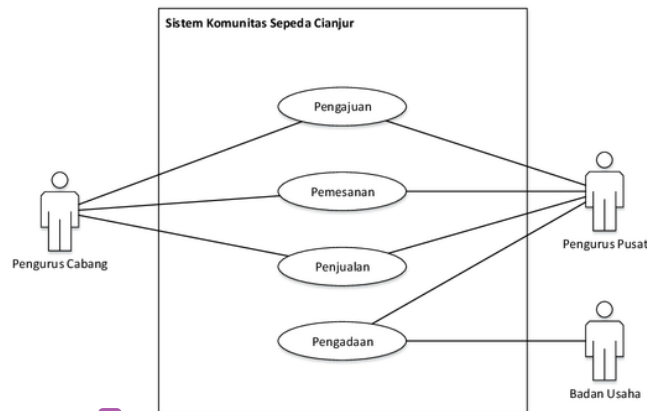 Sistem Komunitas Sepeda Cianjur
Pengajuan
Pemesanan
Pengurus Cabang
Pengurus Pusat
Penjualan
Pengadaan
Badan Usaha